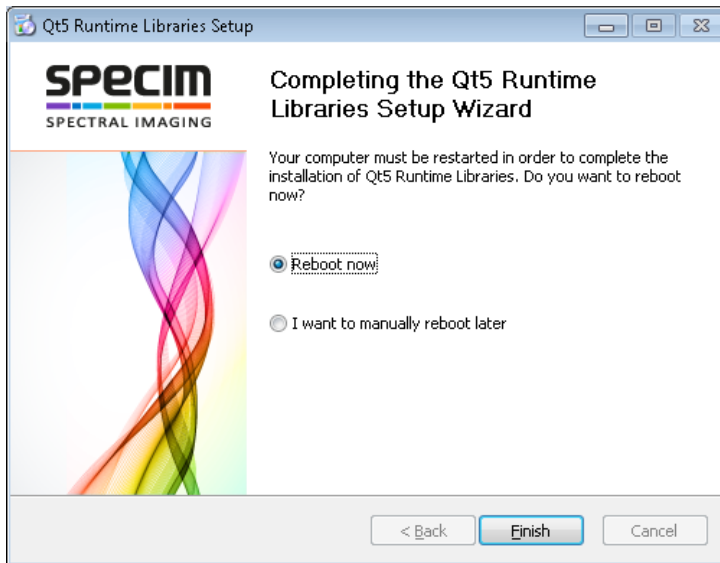 Qt5 Runtime Libraries Setup
SPECIM
SPECTRAL IMAGING
Completing the Qt5 Runtime
Libraries Setup Wizard
Your computer must be restarted in order to complete the
installation of Qt5 Runtime Libraries. Do you want to reboot
now?
Reboot now
I want to manually reboot later
< Back
Finish
Cancel